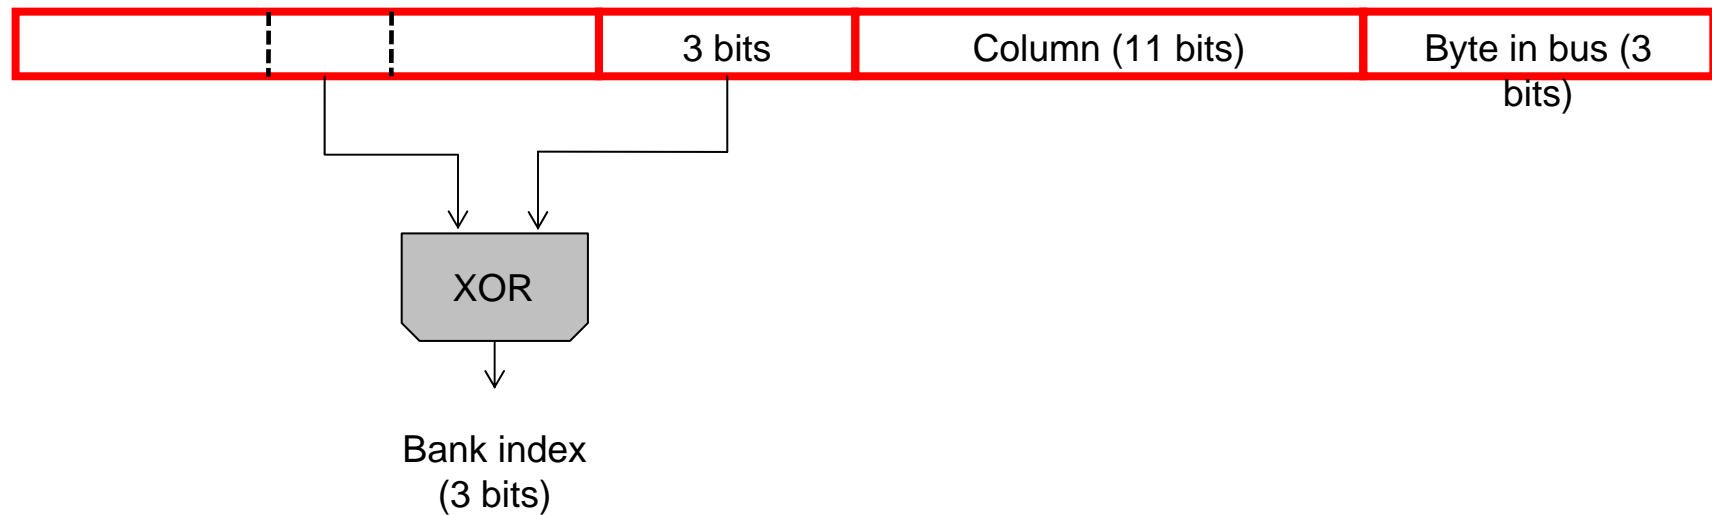 3 bits
Column (11 bits)
Byte in bus (3
bits)
XOR
Bank index
(3 bits)